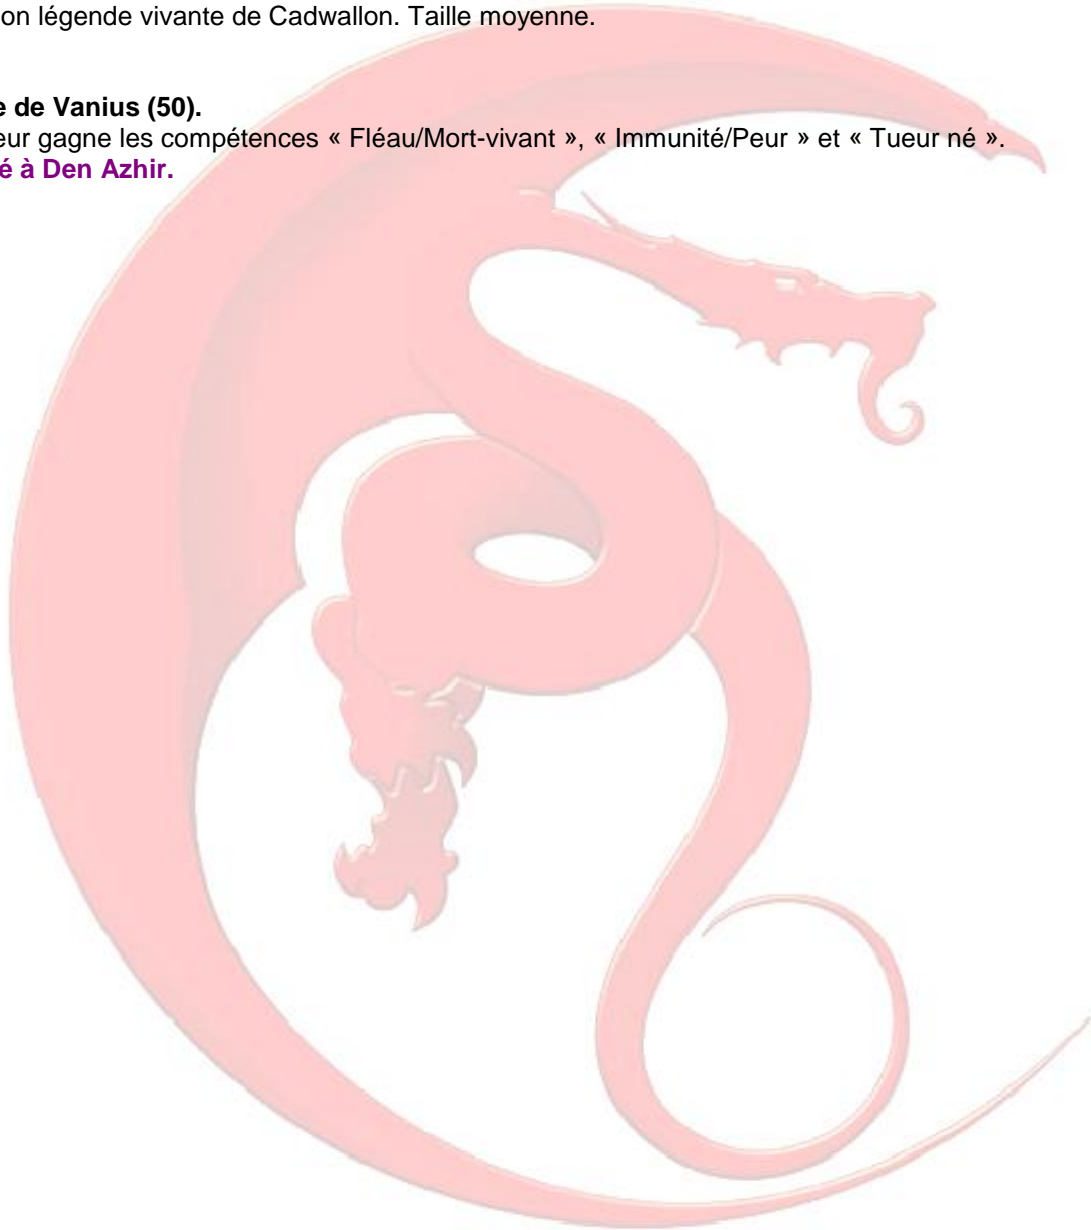 on légende vivante de Cadwallon. Taille moyenne.
e de Vanius (50).
eur gagne les compétences « Fléau/Mort-vivant », « Immunité/Peur » et « Tueur né ».
é à Den Azhir.